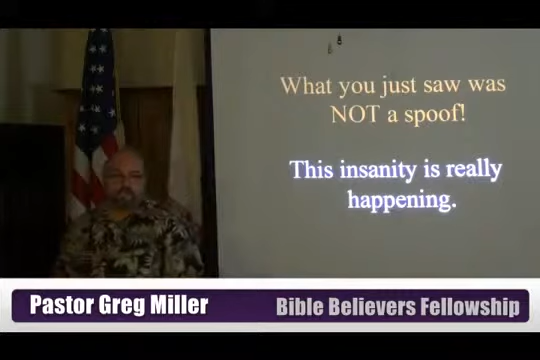 What you just saw was
NOT a spoof!
This insanity is really
happening.
Pastor Greg Miller
Bible Believers Fellowship